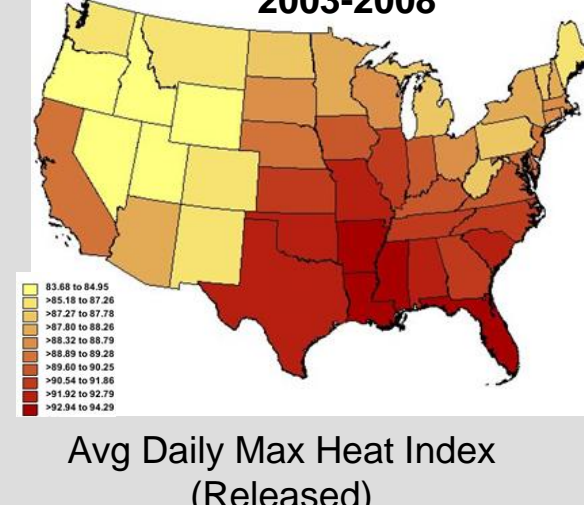 2003-2008
83.68 to 84.95
>85.18 to 87.26
>87.27 to 87.78
>87.80 to 88.26
>88.32 to 88.79
>88.89 to 89.28
>89.60 to 90.25
>90.54 to 91.86
>91.92 to 92.79
>92.94 to 94.29
Avg Daily Max Heat Index
(Released)